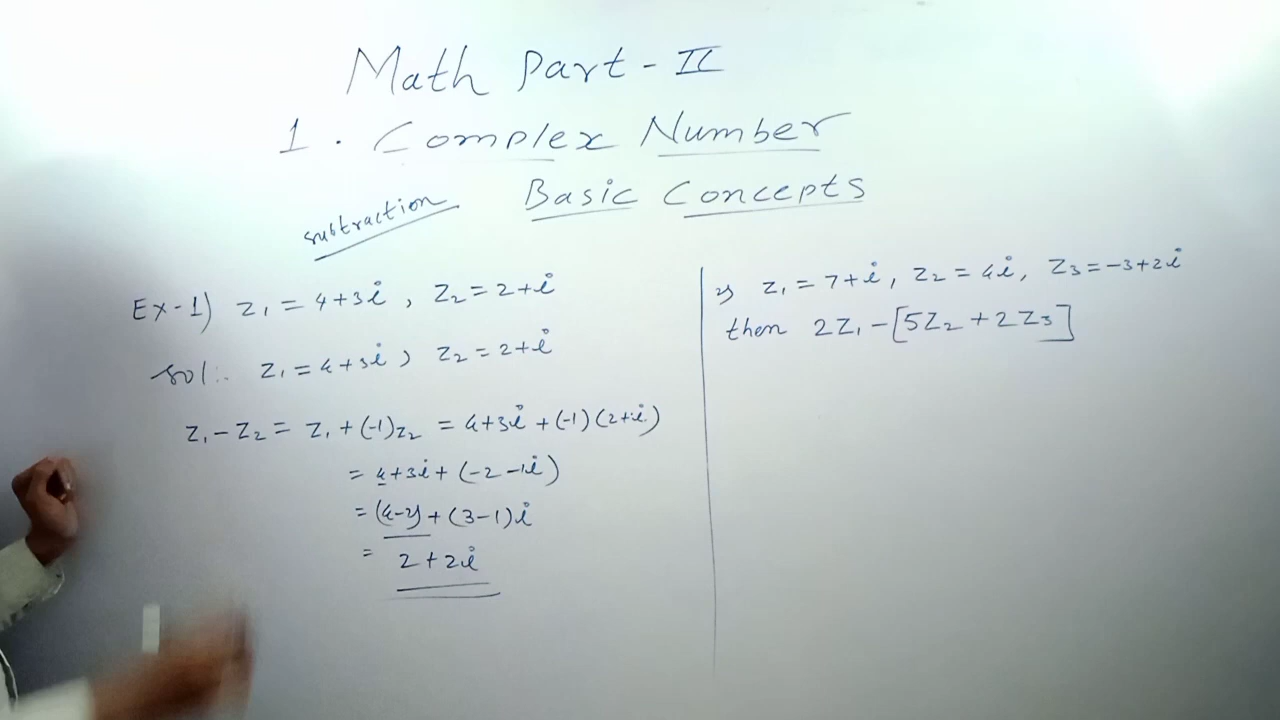 Math Part - II
1. Complex Number
Basic Concepts
subtraction
Ex-1) Z₁ = 4+3i, Z₂ = 2+i
Sol:. Z₁ = 4+3i, Z₂ = 2+i
Z₁ - Z₂ = Z₁ + (-1)Z₂ = 4+3i + (-1)(2+i)
= 4+3i + (-2-1i)
= (4-2) + (3-1)i
= 2+2i
Z₁ = 7+i, Z₂ = 4i, Z₃ = -3+2i
then 2Z₁ - [5Z₂ + 2Z₃]